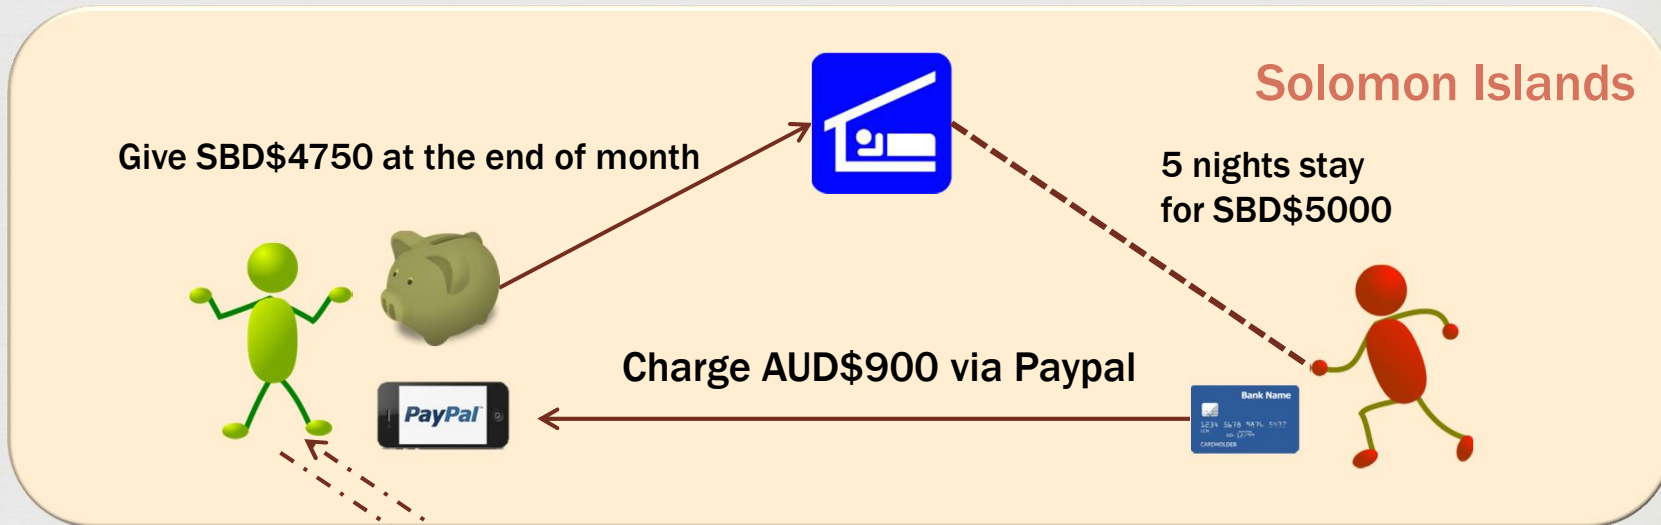 Solomon Islands
Give SBD$4750 at the end of month
5 nights stay
for SBD$5000
Charge AUD$900 via Paypal
PayPal
Bank Name
CARDHOLDER